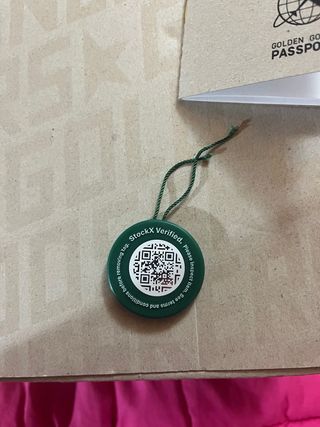 GOLDEN GO
PASSPO
StockX Verified. Please inspect item. See terms and conditions before removing tag.